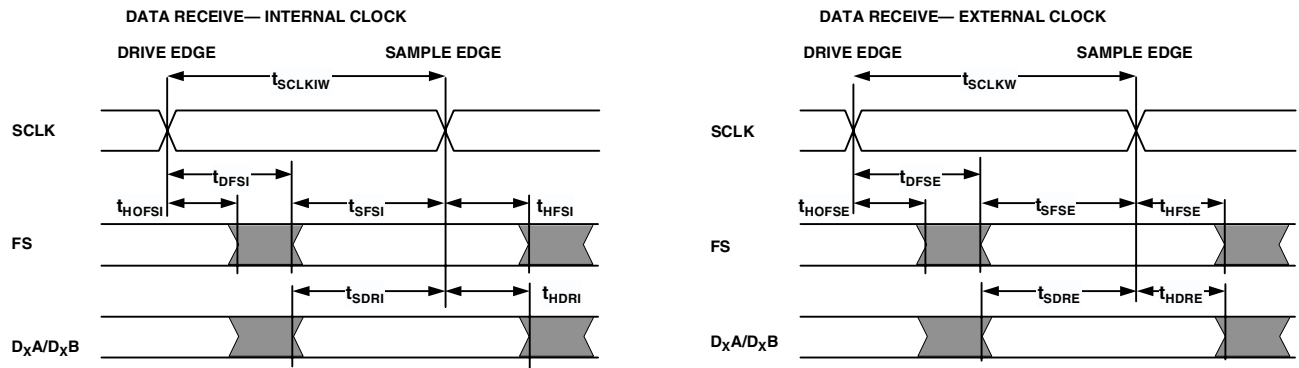 DATA RECEIVE— INTERNAL CLOCK
DRIVE EDGE SAMPLE EDGE
tSCLKIW
SCLK
tDFSI
tHOFSI tSFSI tHFSI
FS
tSDRI tHDRI
DXA/DXB
DATA RECEIVE— EXTERNAL CLOCK
DRIVE EDGE SAMPLE EDGE
tSCLKW
SCLK
tDFSE
tHOFSE tSFSE tHFSE
FS
tSDRE tHDRE
DXA/DXB